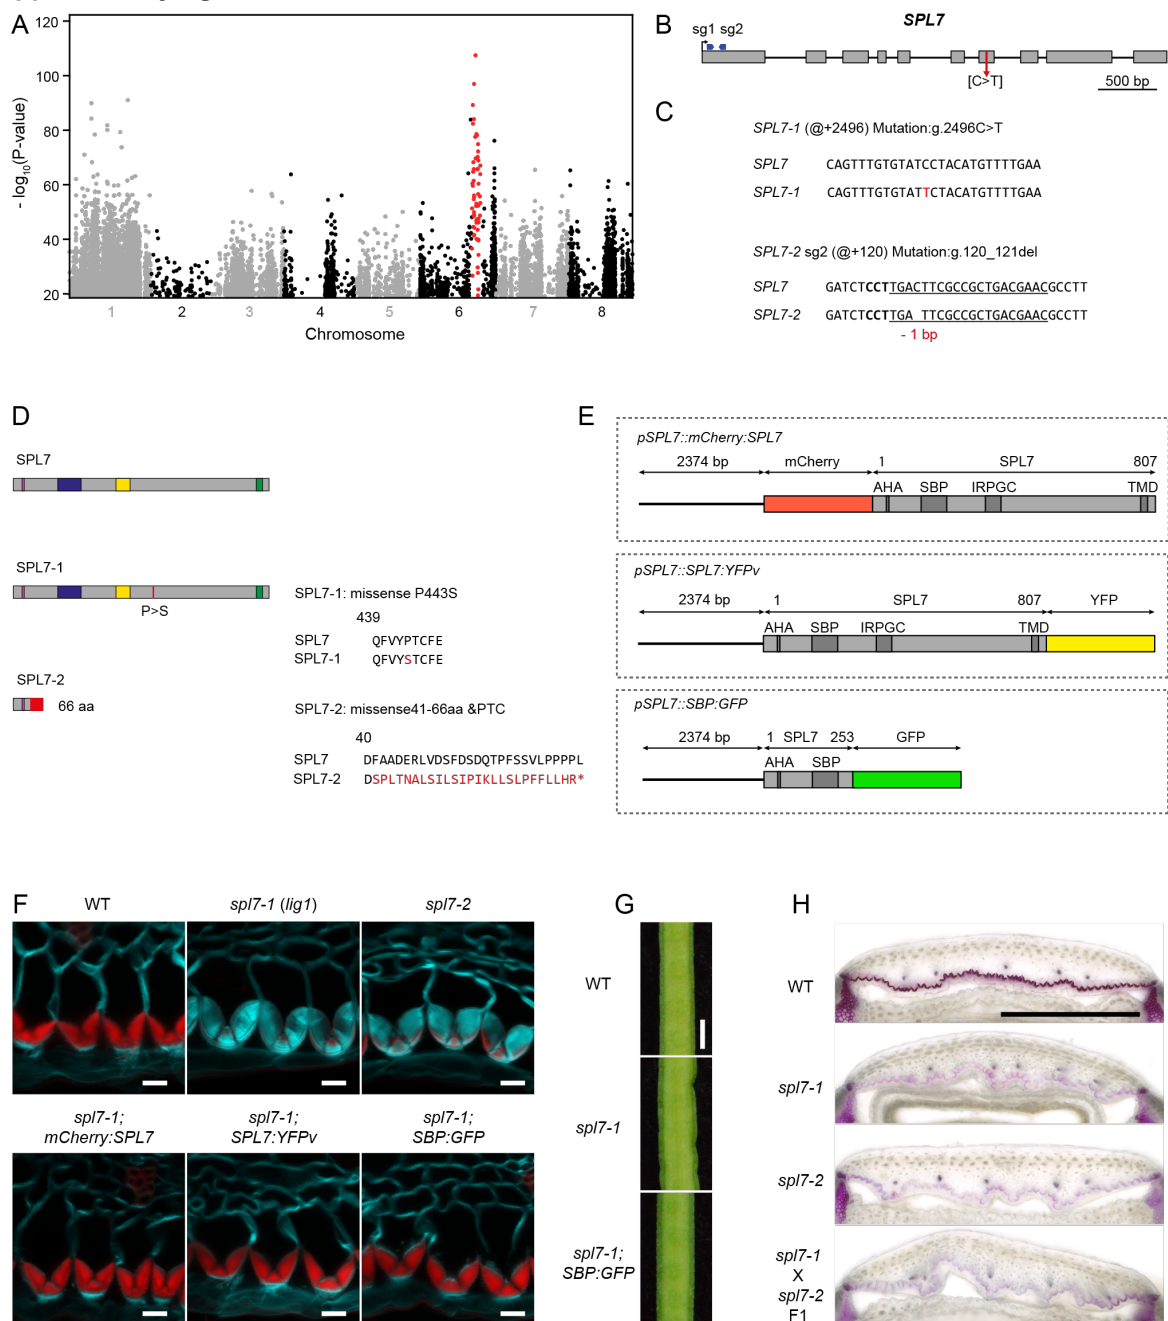 A
120
100
80
60
40
20
- log10(P-value)
1 2 3 4 5 6 7 8
Chromosome
B
SPL7
sg1 sg2
[C>T]
500 bp
C
SPL7-1 (@+2496) Mutation:g.2496C>T
SPL7 CAGTTTGTGTATCCTACATGTTTTGAA
SPL7-1 CAGTTTGTGTATTCTACATGTTTTGAA
SPL7-2 sg2 (@+120) Mutation:g.120_121del
SPL7 GATCTCCTTGACTTCGCCGCTGACGAACGCCTT
SPL7-2 GATCTCCTTGA TTCGCCGCTGACGAACGCCTT
- 1 bp
D
SPL7
SPL7-1
P>S
SPL7-2
66 aa
SPL7-1: missense P443S
439
SPL7 QFVYPTCFE
SPL7-1 QFVYSTCFE
SPL7-2: missense41-66aa &PTC
40
SPL7 DFAADERLVDSFDSDQTPFSSVLPPPPL
SPL7-2 DSPLTNALSILSIPIKLLSLPFFLLHR*
E
pSPL7::mCherry:SPL7
2374 bp mCherry 1 SPL7 807
AHA SBP IRPGC TMD
pSPL7::SPL7:YFPv
2374 bp 1 SPL7 807 YFP
AHA SBP IRPGC TMD
pSPL7::SBP:GFP
2374 bp 1 SPL7 253 GFP
AHA SBP
F
WT spl7-1 (lig1) spl7-2
spl7-1; mCherry:SPL7
spl7-1; SPL7:YFPv
spl7-1; SBP:GFP
G
WT
spl7-1
spl7-1;
SBP:GFP
H
WT
spl7-1
spl7-2
spl7-1
X
spl7-2
F1